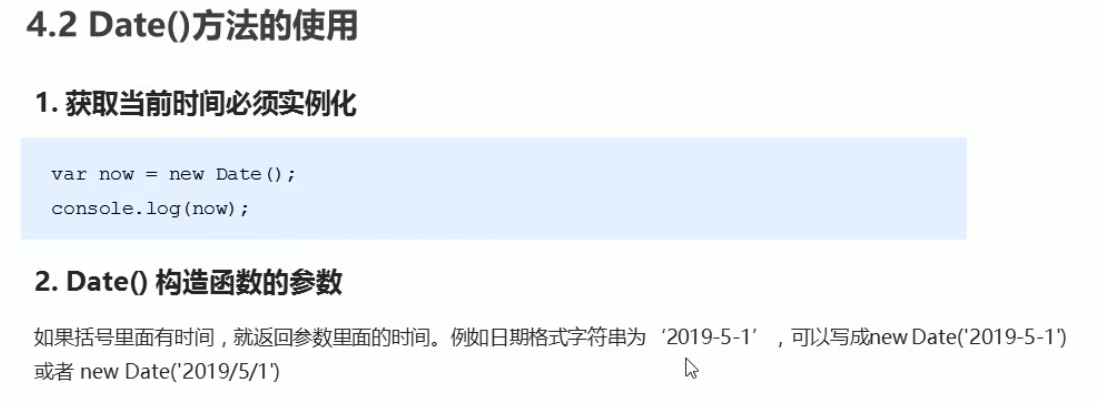 4.2 Date()方法的使用
1. 获取当前时间必须实例化
var now = new Date();
console.log(now);
2. Date() 构造函数的参数
如果括号里面有时间，就返回参数里面的时间。例如日期格式字符串为‘2019-5-1’，可以写成new Date('2019-5-1')
或者 new Date('2019/5/1')